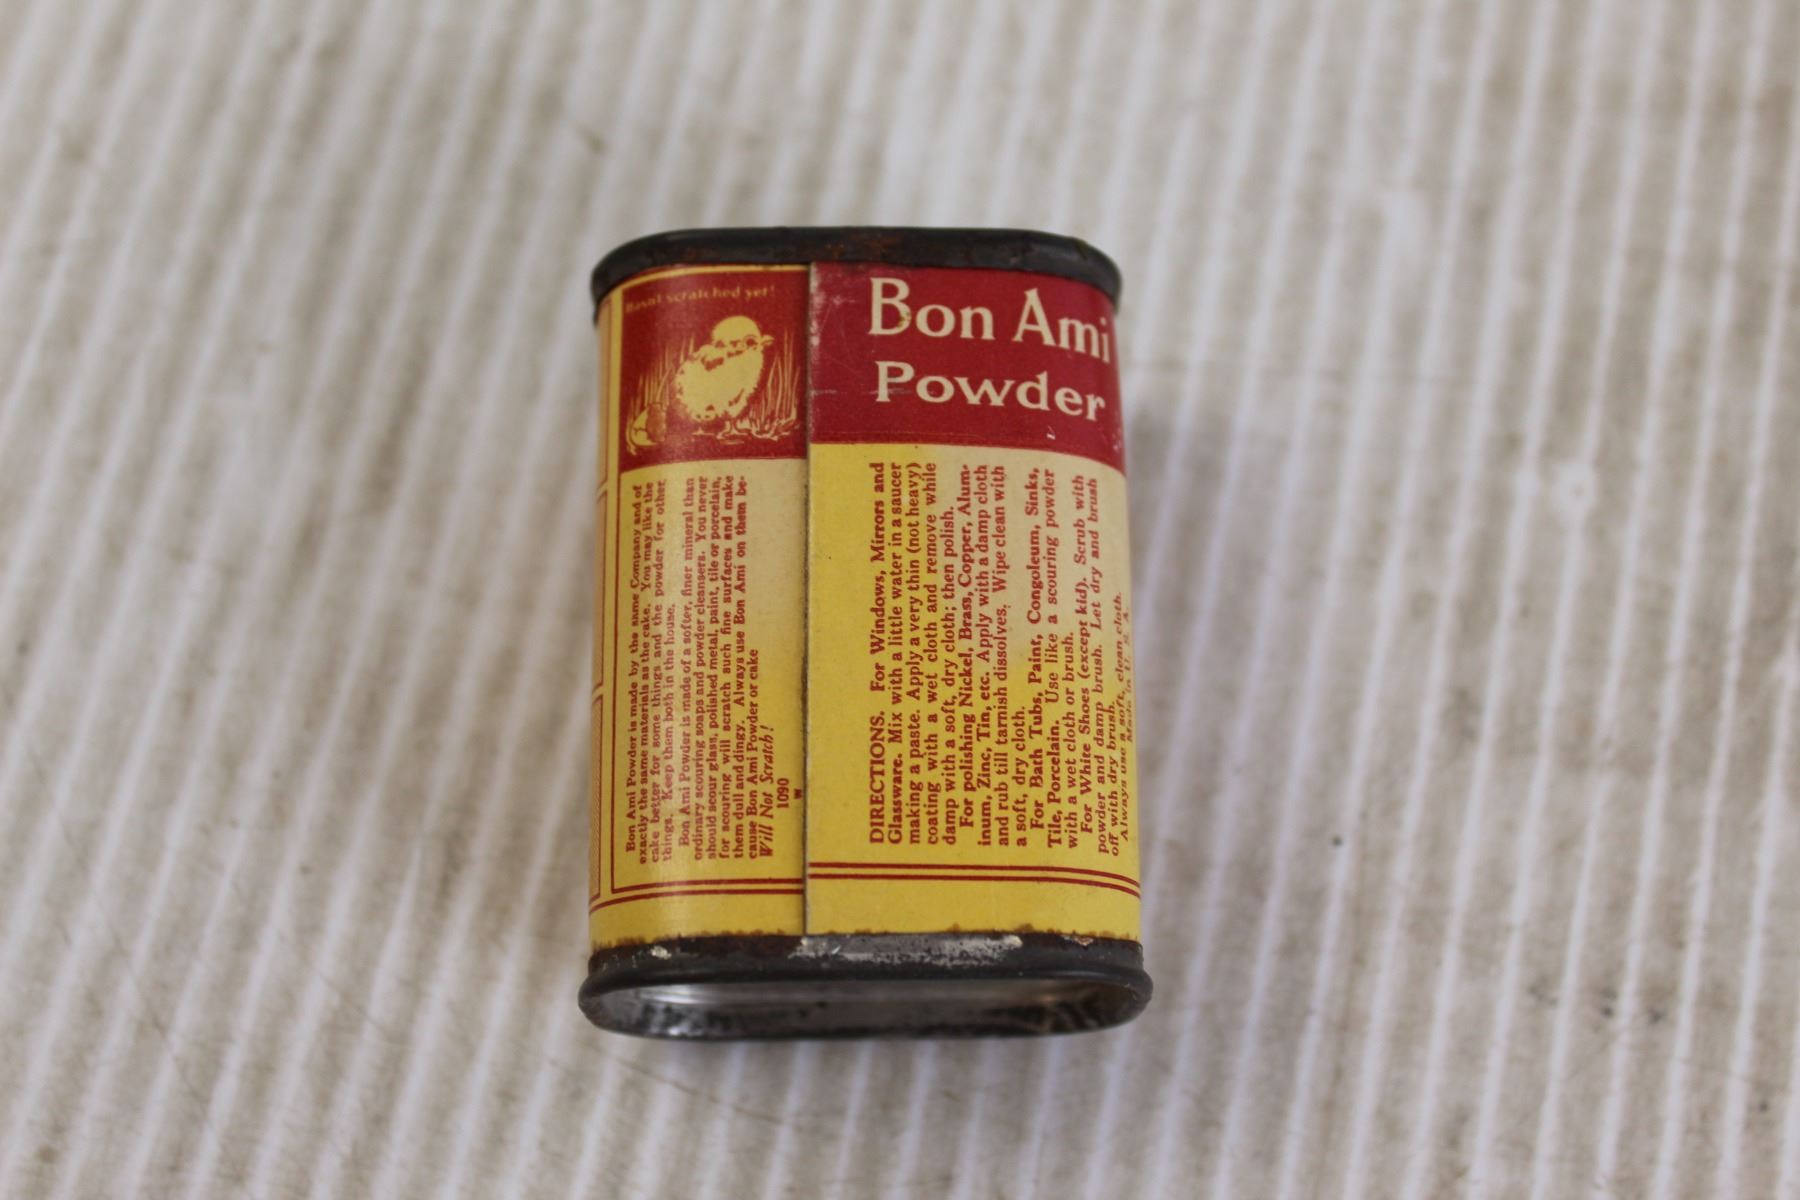 Hasn't scratched yet!
Bon Ami Powder is made by the same Company and of
exactly the same materials as the cake. You may like the
cake better for some things and the powder for other
things. Keep them both in the house.
Bon Ami Powder is made of a softer, finer mineral than
ordinary scouring soaps and powder cleansers. You never
should scour glass, polished metal, paint, tile or porcelain,
for scouring will scratch such fine surfaces and make
them dull and dingy. Always use Bon Ami on them be-
cause Bon Ami Powder or cake
Will Not Scratch!
1090
Bon Ami
Powder
DIRECTIONS. For Windows, Mirrors and
Glassware. Mix with a little water in a saucer
making a paste. Apply a very thin (not heavy)
coating with a wet cloth and remove while
damp with a soft, dry cloth; then polish.
For polishing Nickel, Brass, Copper, Alum-
inum, Zinc, Tin, etc. Apply with a damp cloth
and rub till tarnish dissolves. Wipe clean with
a soft, dry cloth.
For Bath Tubs, Paint, Congoleum, Sinks,
Tile, Porcelain. Use like a scouring powder
with a wet cloth or brush.
For White Shoes (except kid). Scrub with
powder and damp brush. Let dry and brush
off with dry brush.
Always use a soft, clean cloth.
Made in U. S. A.